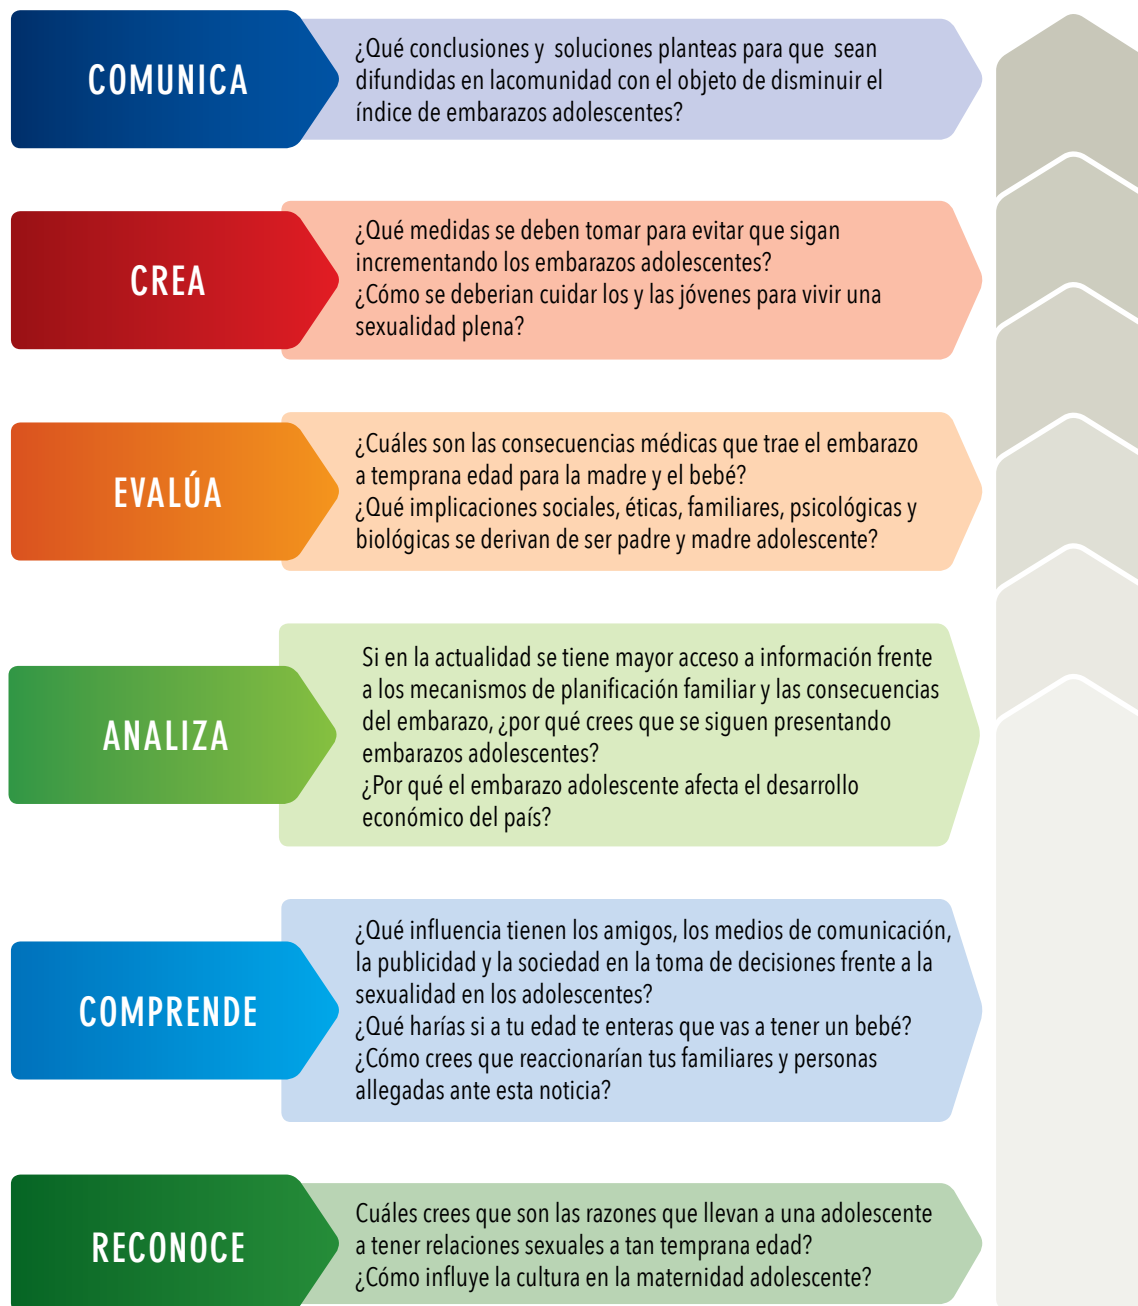 COMUNICA
¿Qué conclusiones y soluciones planteas para que sean
difundidas en lacomunidad con el objeto de disminuir el
índice de embarazos adolescentes?
CREA
¿Qué medidas se deben tomar para evitar que sigan
incrementando los embarazos adolescentes?
¿Cómo se deberian cuidar los y las jóvenes para vivir una
sexualidad plena?
EVALÚA
¿Cuáles son las consecuencias médicas que trae el embarazo
a temprana edad para la madre y el bebé?
¿Qué implicaciones sociales, éticas, familiares, psicológicas y
biológicas se derivan de ser padre y madre adolescente?
ANALIZA
Si en la actualidad se tiene mayor acceso a información frente
a los mecanismos de planificación familiar y las consecuencias
del embarazo, ¿por qué crees que se siguen presentando
embarazos adolescentes?
¿Por qué el embarazo adolescente afecta el desarrollo
económico del país?
COMPRENDE
¿Qué influencia tienen los amigos, los medios de comunicación,
la publicidad y la sociedad en la toma de decisiones frente a la
sexualidad en los adolescentes?
¿Qué harías si a tu edad te enteras que vas a tener un bebé?
¿Cómo crees que reaccionarían tus familiares y personas
allegadas ante esta noticia?
RECONOCE
Cuáles crees que son las razones que llevan a una adolescente
a tener relaciones sexuales a tan temprana edad?
¿Cómo influye la cultura en la maternidad adolescente?